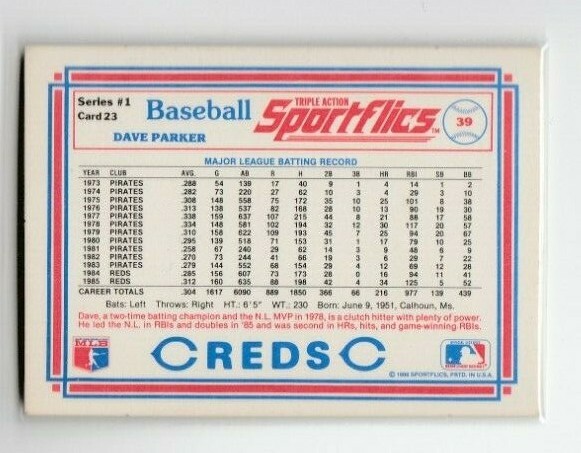 Series #1
Card 23
Baseball
TRIPLE ACTION
Sportflics™
39
DAVE PARKER
MAJOR LEAGUE BATTING RECORD
YEAR CLUB AVG. G AB R H 2B 3B HR RBI SB BB
1973 PIRATES .288 54 139 17 40 9 1 4 14 1 2
1974 PIRATES .282 73 220 27 62 10 3 4 29 3 10
1975 PIRATES .308 148 558 75 172 35 10 25 101 8 38
1976 PIRATES .313 138 537 82 168 28 10 13 90 19 30
1977 PIRATES .338 159 637 107 215 44 8 21 88 17 58
1978 PIRATES .334 148 581 102 194 32 12 30 117 20 57
1979 PIRATES .310 158 622 109 193 45 7 25 94 20 67
1980 PIRATES .295 139 518 71 153 31 1 17 79 10 25
1981 PIRATES .258 67 240 29 62 14 3 9 48 6 9
1982 PIRATES .270 73 244 41 66 19 3 6 29 7 22
1983 PIRATES .279 144 552 68 154 29 4 12 69 12 28
1984 REDS .285 156 607 73 173 28 0 16 94 11 41
1985 REDS .312 160 635 88 198 42 4 34 125 5 52
CAREER TOTALS .304 1617 6090 889 1850 366 66 216 977 139 439
Bats: Left Throws: Right HT.: 6'5" WT.: 230 Born: June 9, 1951, Calhoun, Ms.
Dave, a two-time batting champion and the N.L. MVP in 1978, is a clutch hitter with plenty of power.
He led the N.L. in RBIs and doubles in '85 and was second in HRs, hits, and game-winning RBIs.
MLB
C REDS C
© 1986 SPORTFLICS, PRTD. IN U.S.A.